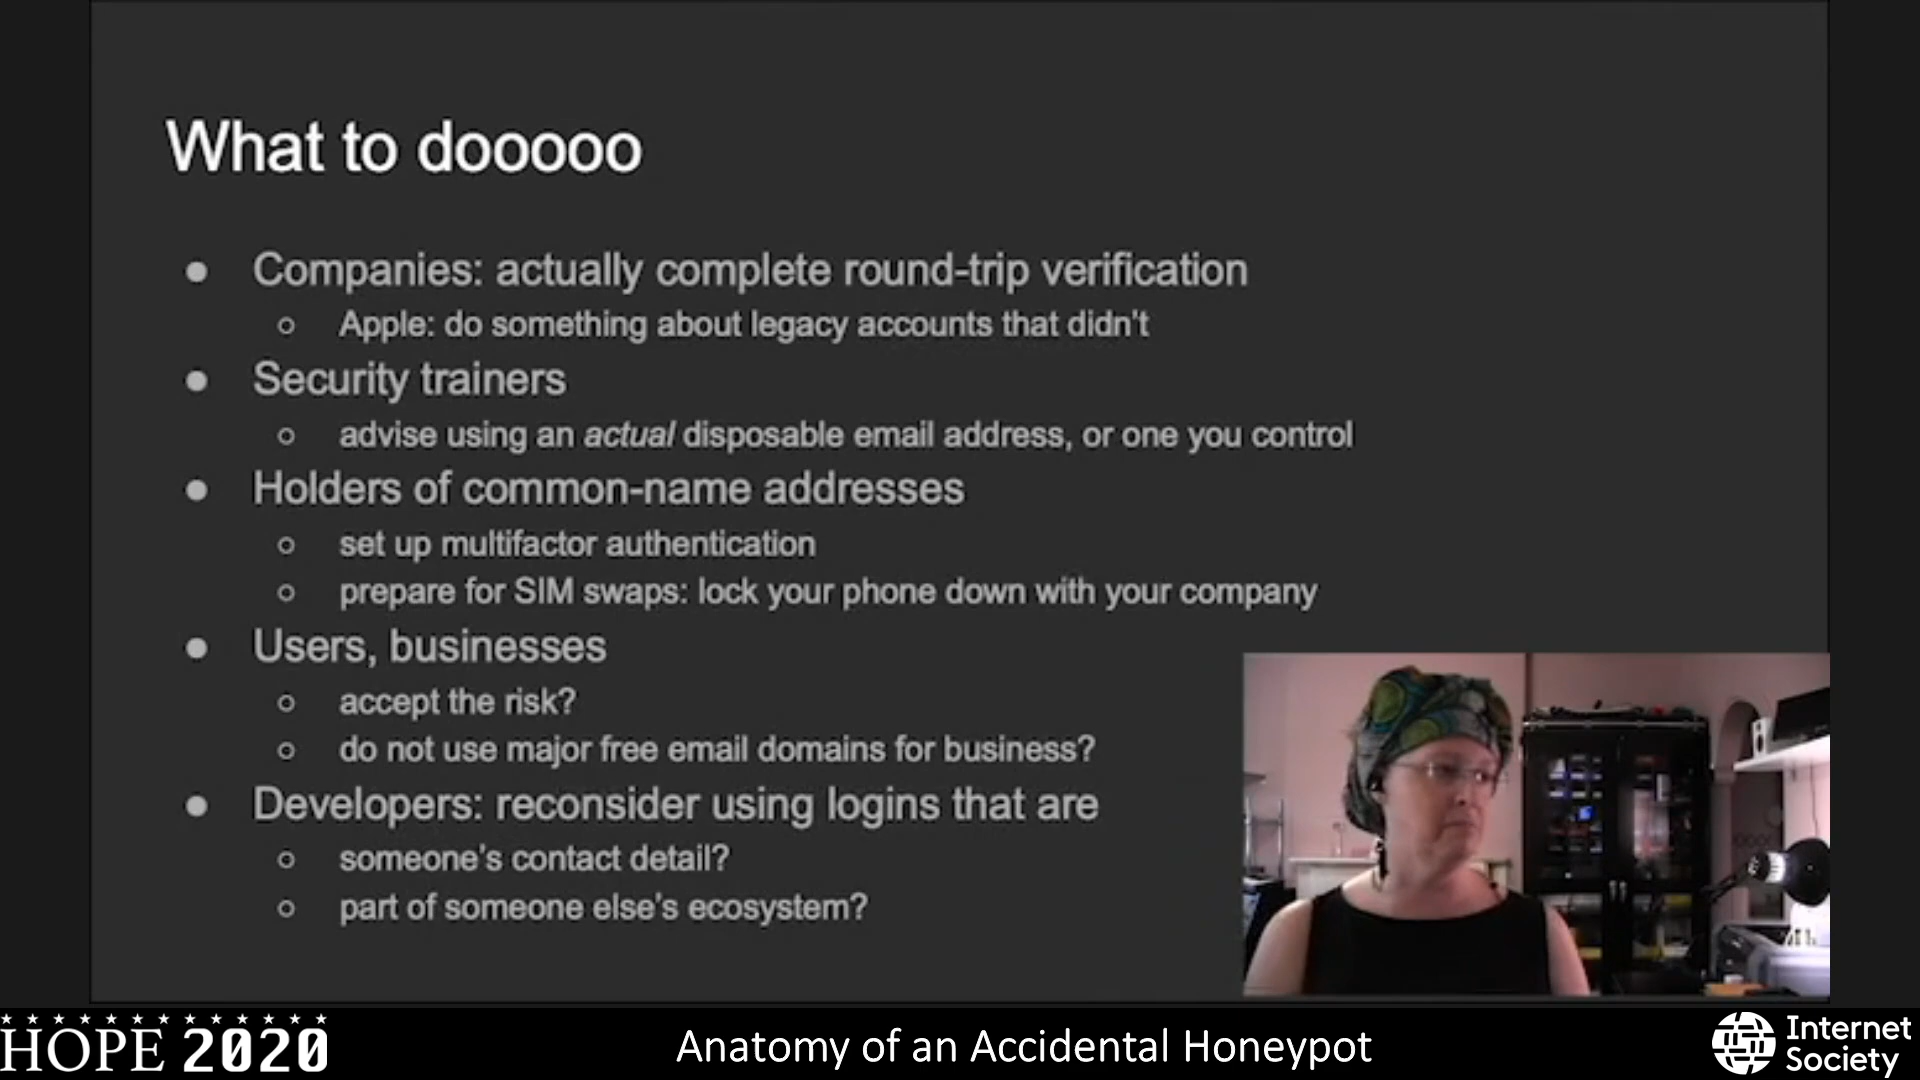 What to dooooo
● Companies: actually complete round-trip verification
○ Apple: do something about legacy accounts that didn't
● Security trainers
○ advise using an actual disposable email address, or one you control
● Holders of common-name addresses
○ set up multifactor authentication
○ prepare for SIM swaps: lock your phone down with your company
● Users, businesses
○ accept the risk?
○ do not use major free email domains for business?
● Developers: reconsider using logins that are
○ someone's contact detail?
○ part of someone else's ecosystem?
HOPE 2020
Anatomy of an Accidental Honeypot
Internet
Society